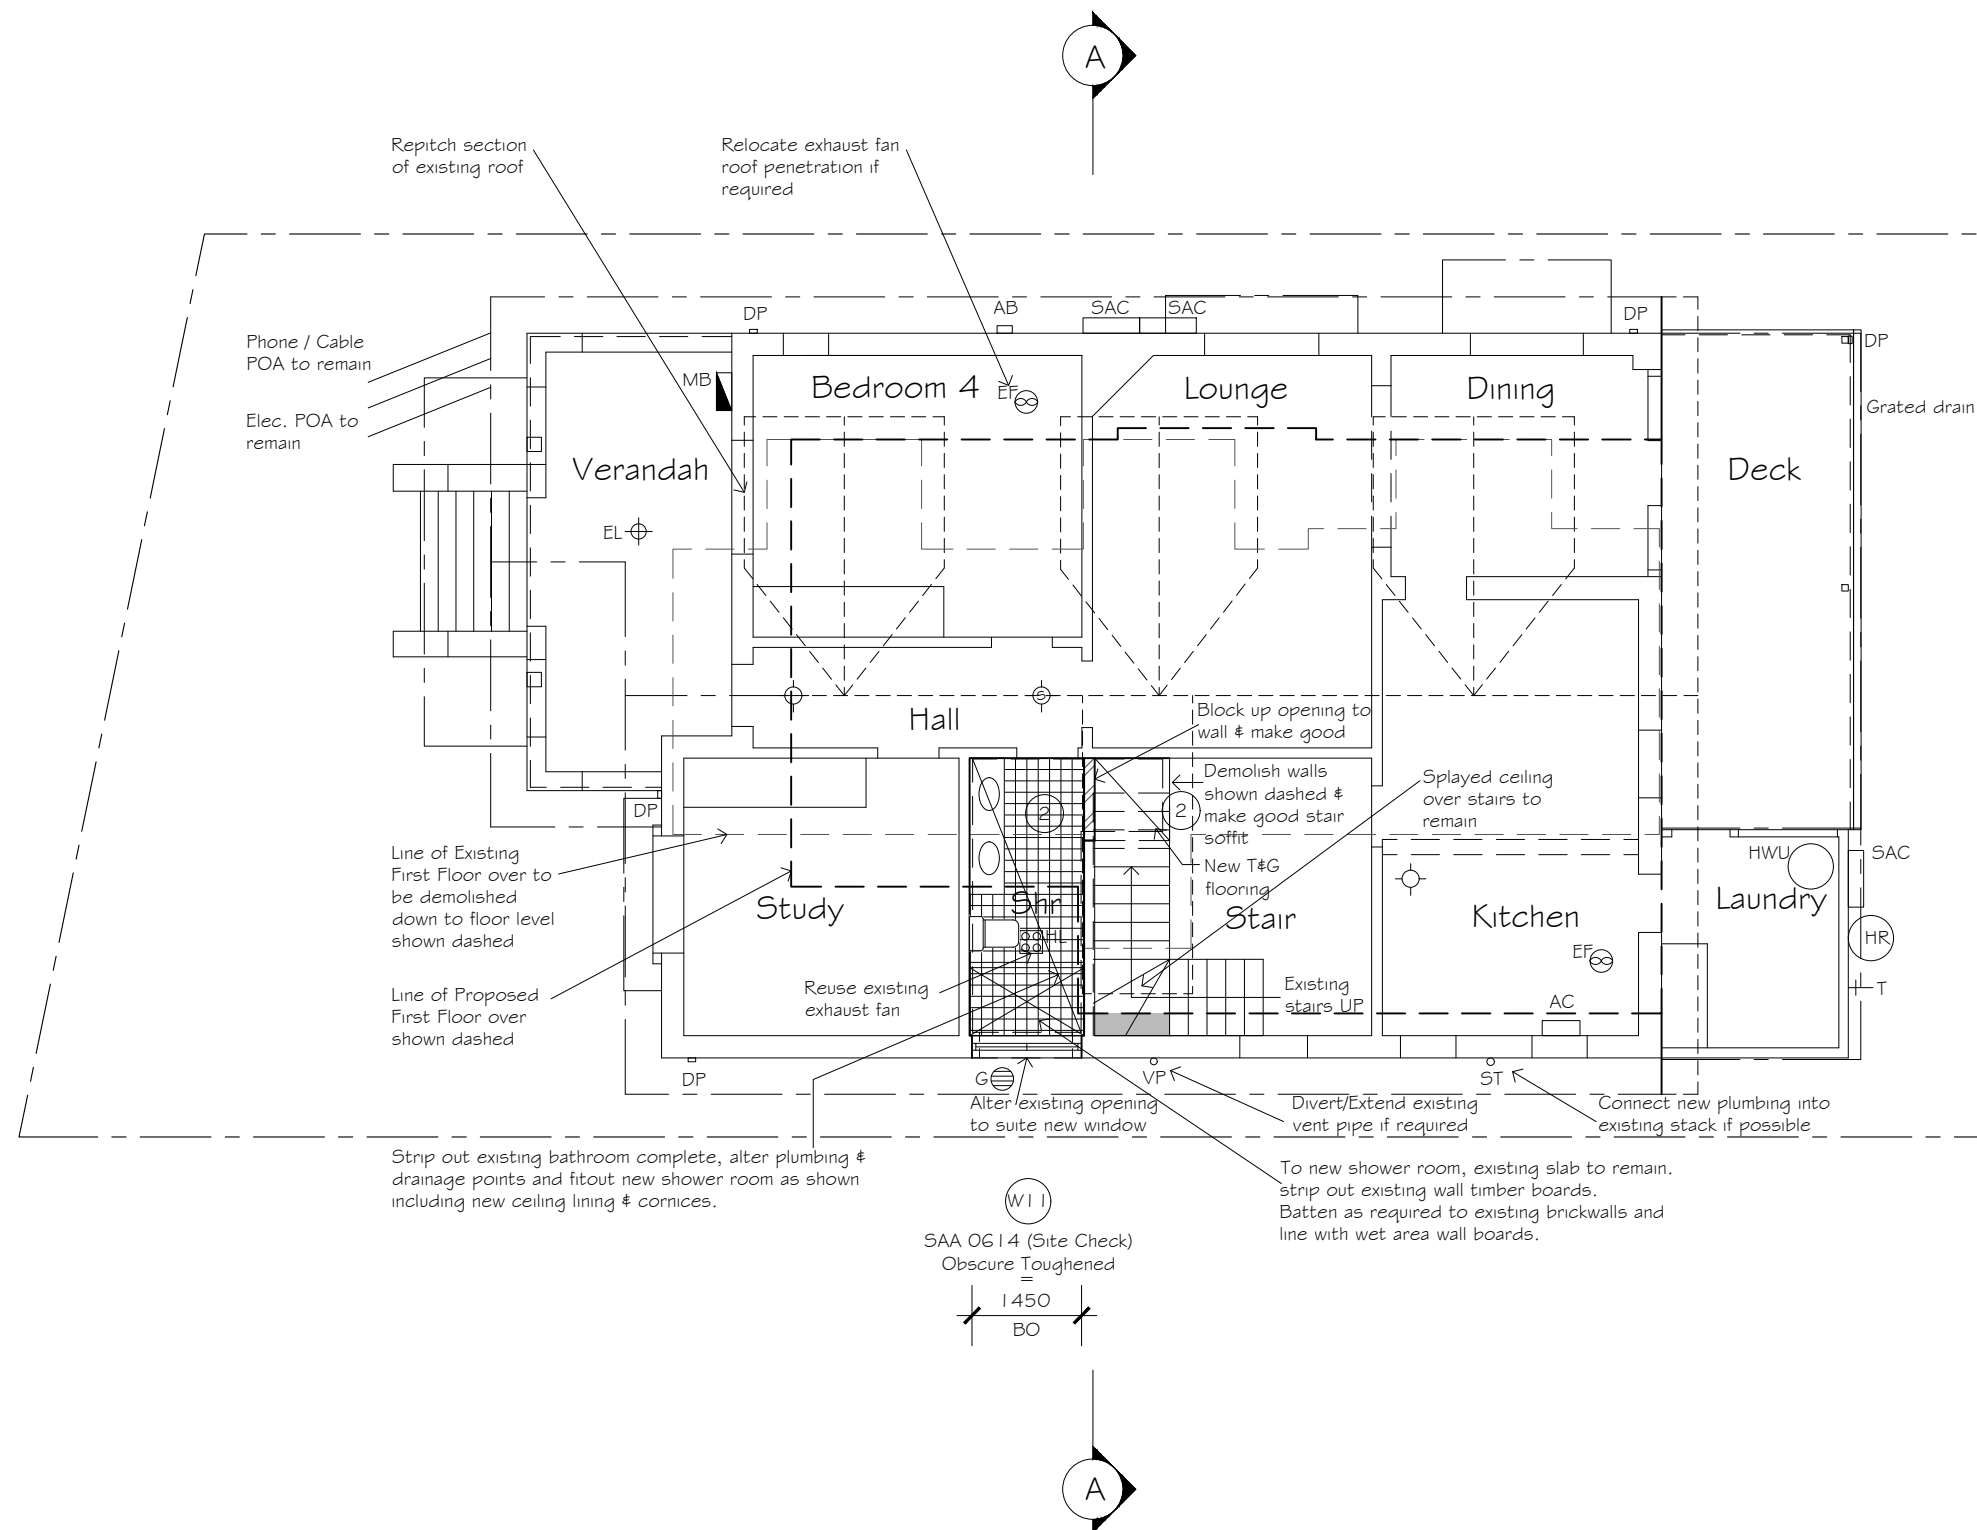 A
Repitch section
of existing roof
Relocate exhaust fan
roof penetration if
required
DP
AB
SAC
SAC
DP
Phone / Cable
POA to remain
DP
MB
Bedroom 4
EF
Lounge
Dining
Elec. POA to
remain
Grated drain
Verandah
Deck
EL
S
Hall
Block up opening to
wall & make good
Demolish walls
shown dashed &
make good stair
soffit
Splayed ceiling
over stairs to
remain
DP
2
2
Line of Existing
First Floor over to
be demolished
down to floor level
shown dashed
New T&G
flooring
HWU
SAC
Study
Shr
Stair
Kitchen
Laundry
HL
EF
HR
Line of Proposed
First Floor over
shown dashed
Reuse existing
exhaust fan
Existing
stairs UP
AC
T
DP
G
VP
ST
Alter existing opening
to suite new window
Divert/Extend existing
vent pipe if required
Connect new plumbing into
existing stack if possible
Strip out existing bathroom complete, alter plumbing &
drainage points and fitout new shower room as shown
including new ceiling lining & cornices.
To new shower room, existing slab to remain.
strip out existing wall timber boards.
Batten as required to existing brickwalls and
line with wet area wall boards.
W11
SAA 0614 (Site Check)
Obscure Toughened
=
1450
BO
A